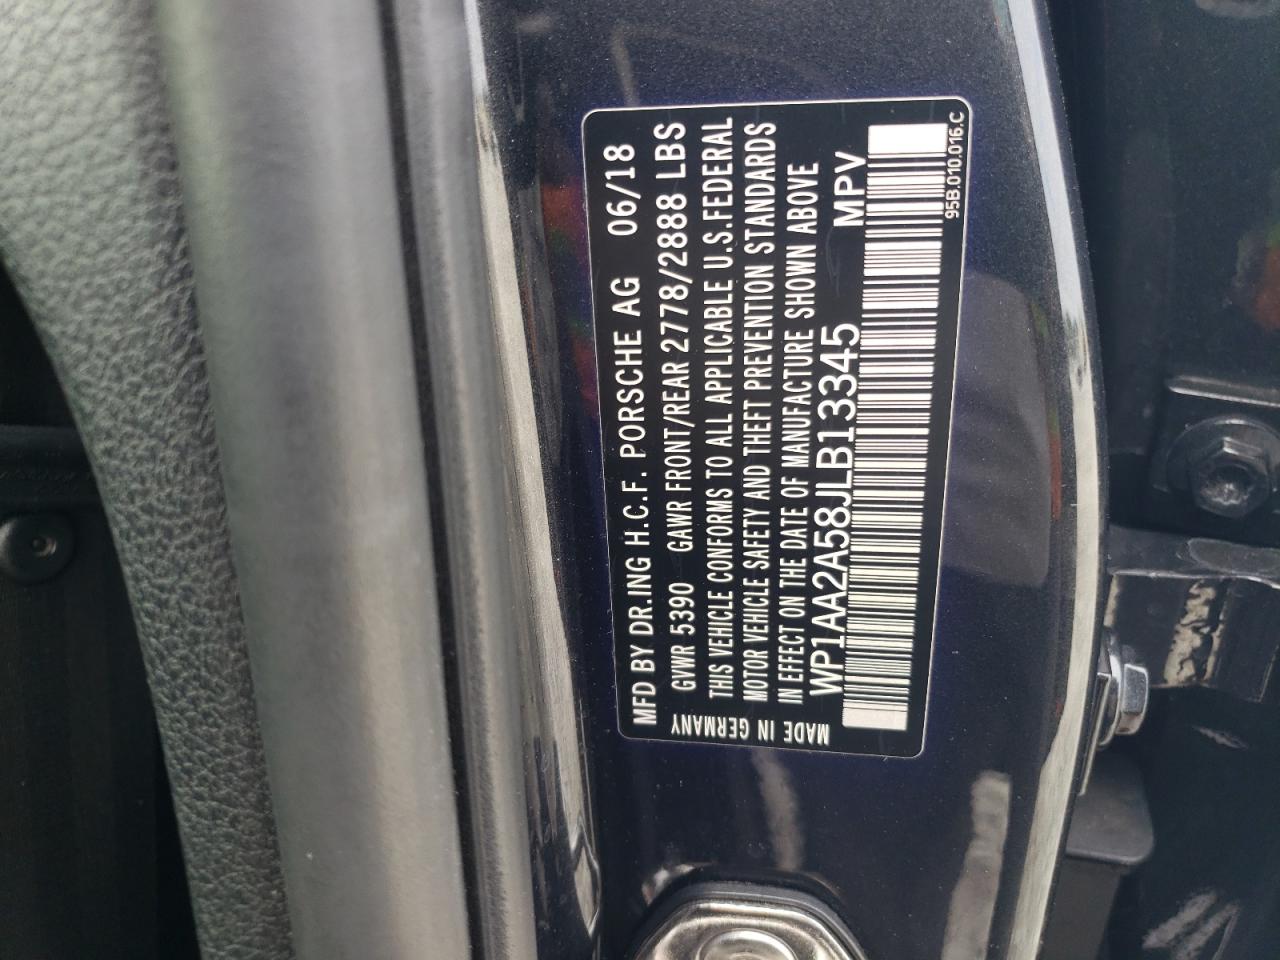 MFD BY DR.ING H.C.F. PORSCHE AG 06/18
GVWR 5390 GAWR FRONT/REAR 2778/2888 LBS
THIS VEHICLE CONFORMS TO ALL APPLICABLE U.S.FEDERAL
MOTOR VEHICLE SAFETY AND THEFT PREVENTION STANDARDS
IN EFFECT ON THE DATE OF MANUFACTURE SHOWN ABOVE
WP1AA2A58JLB13345 MPV
MADE IN GERMANY
95B.010.016.C